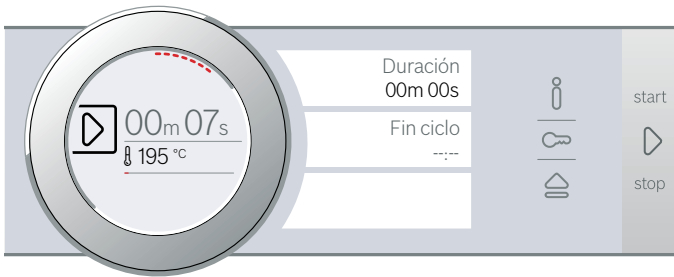 00m 07s
195 °C
Duración
00m 00s
Fin ciclo
--:--
start
stop